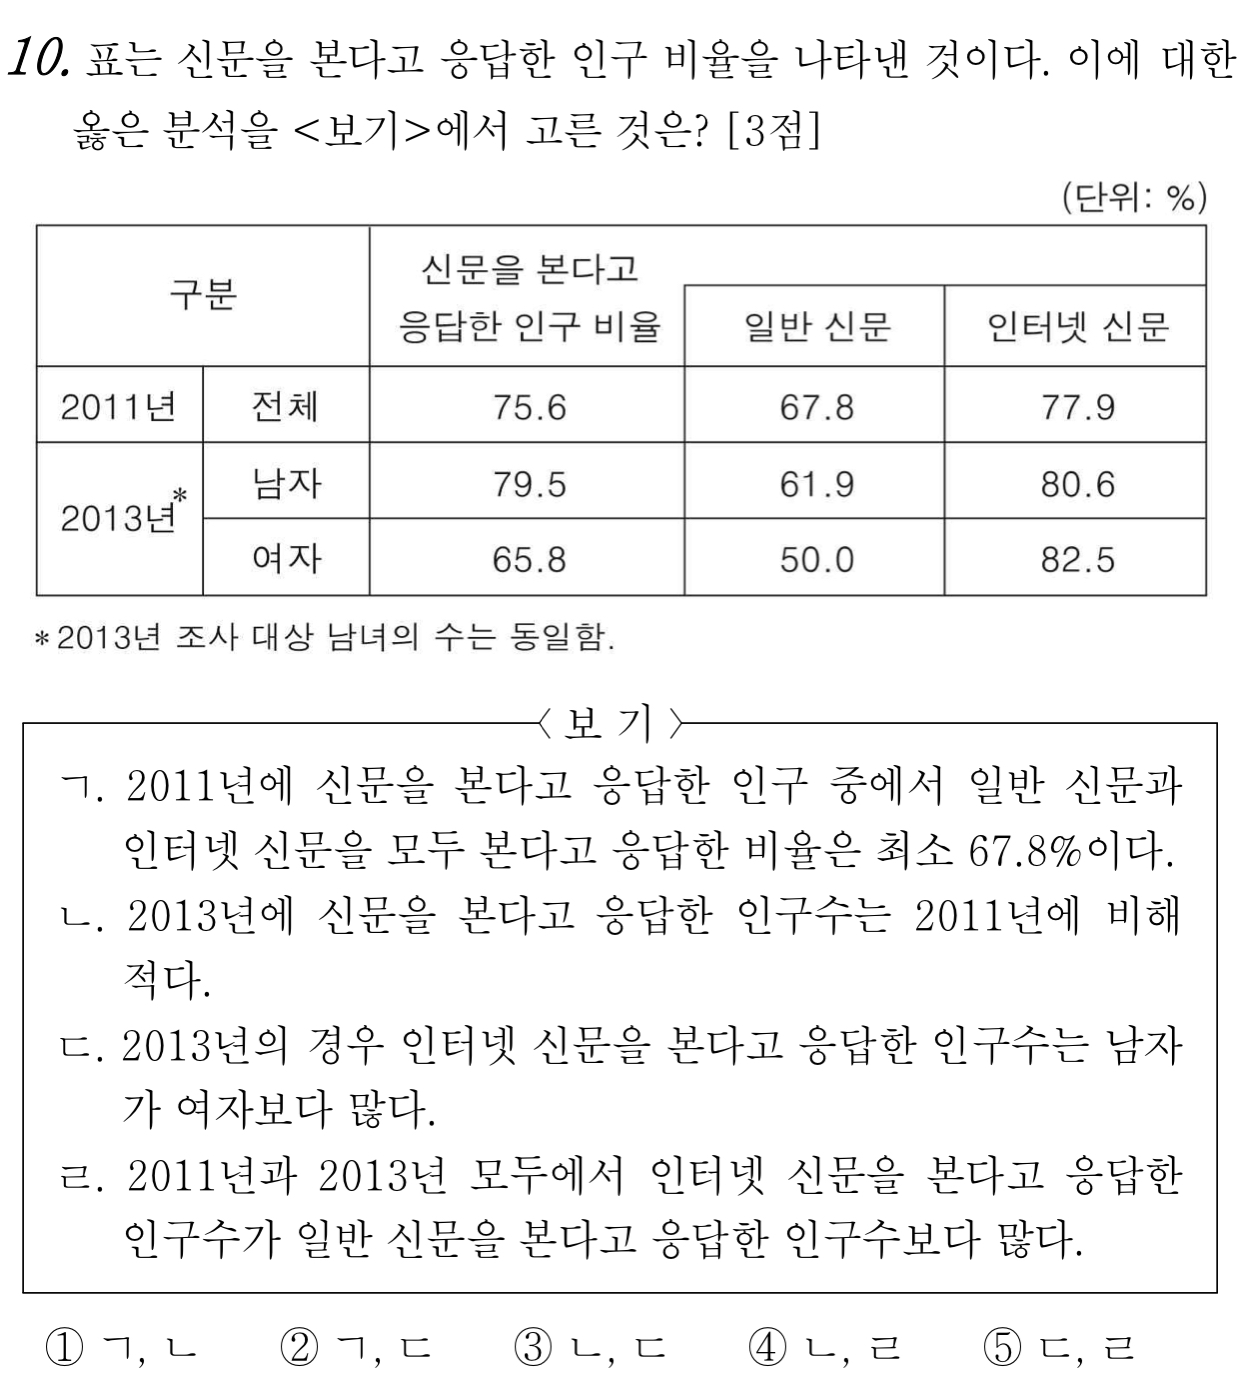 10. 표는 신문을 본다고 응답한 인구 비율을 나타낸 것이다. 이에 대한
옳은 분석을 <보기>에서 고른 것은? [3점]
(단위: %)
구분
신문을 본다고
응답한 인구 비율
일반 신문
인터넷 신문
2011년 전체 75.6 67.8 77.9
2013년* 남자 79.5 61.9 80.6
여자 65.8 50.0 82.5
*2013년 조사 대상 남녀의 수는 동일함.
<보 기>
ㄱ. 2011년에 신문을 본다고 응답한 인구 중에서 일반 신문과
인터넷 신문을 모두 본다고 응답한 비율은 최소 67.8%이다.
ㄴ. 2013년에 신문을 본다고 응답한 인구수는 2011년에 비해
적다.
ㄷ. 2013년의 경우 인터넷 신문을 본다고 응답한 인구수는 남자
가 여자보다 많다.
ㄹ. 2011년과 2013년 모두에서 인터넷 신문을 본다고 응답한
인구수가 일반 신문을 본다고 응답한 인구수보다 많다.
① ㄱ, ㄴ ② ㄱ, ㄷ ③ ㄴ, ㄷ ④ ㄴ, ㄹ ⑤ ㄷ, ㄹ